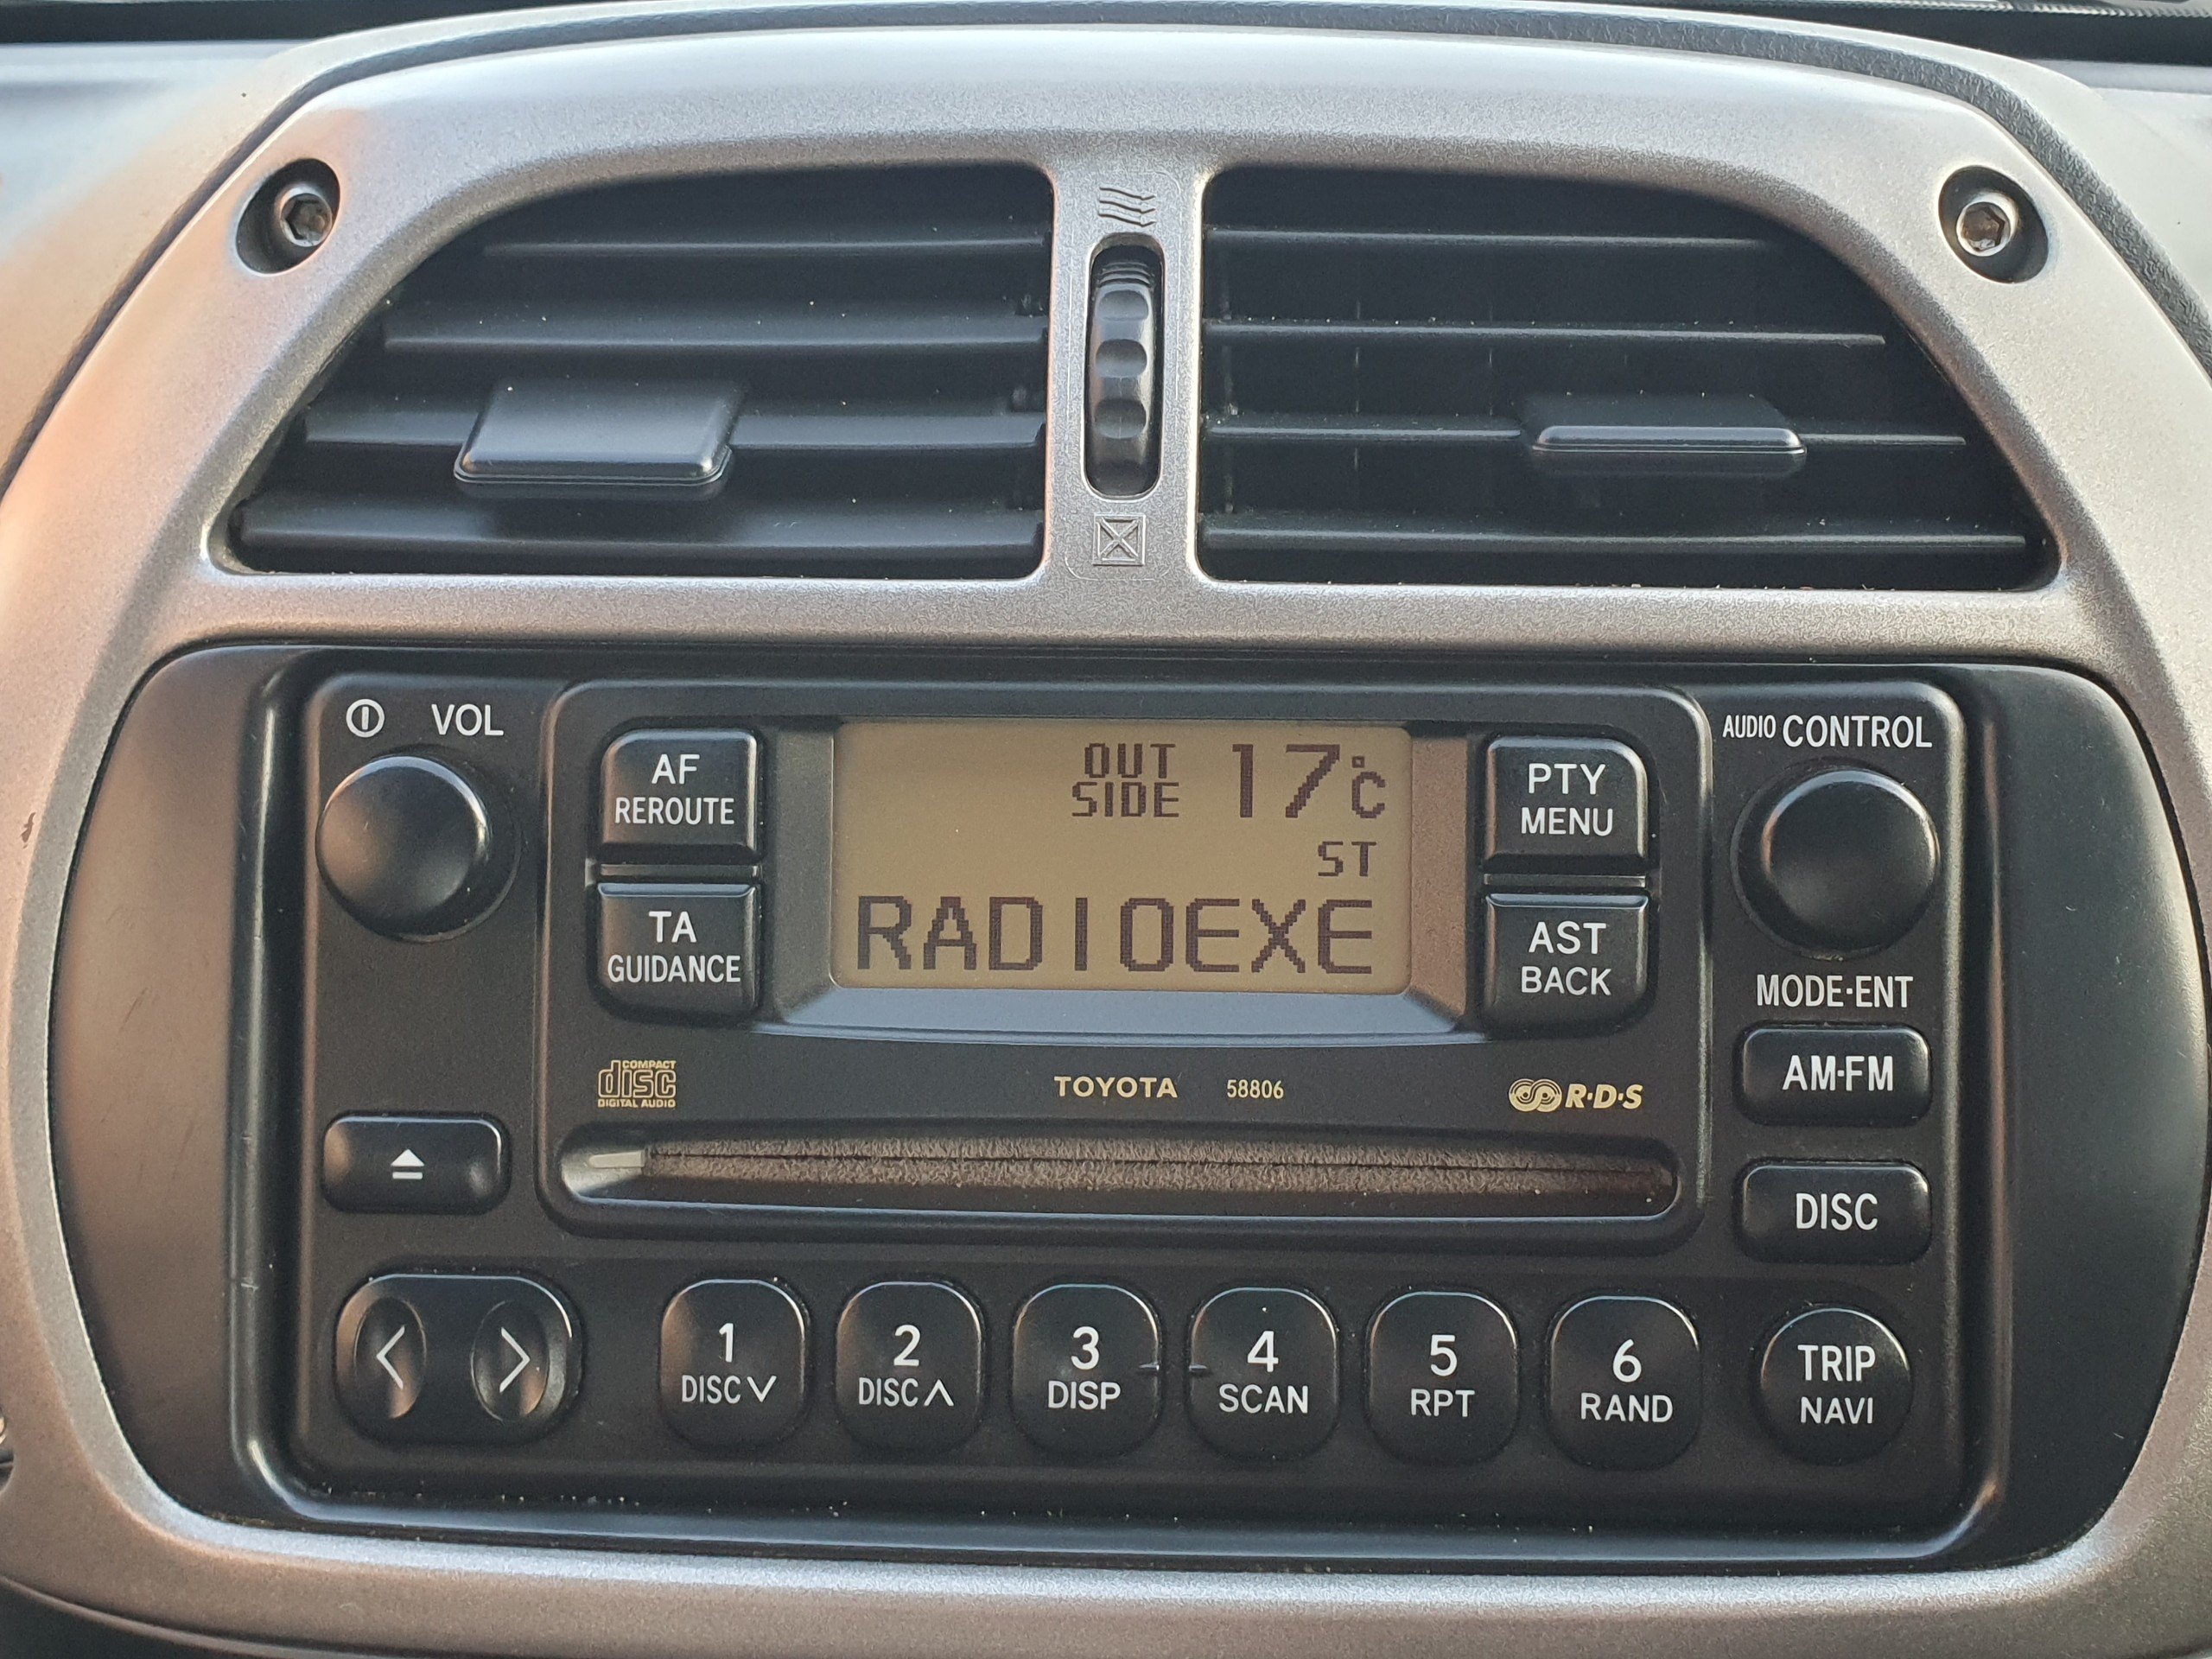 VOL
AUDIO CONTROL
AF
REROUTE
OUT
SIDE
17°C
PTY
MENU
ST
TA
GUIDANCE
RADIOEXE
AST
BACK
MODE·ENT
COMPACT
disc
DIGITAL AUDIO
TOYOTA 58806
R·D·S
AM·FM
DISC
1
DISC
2
DISC
3
DISP
4
SCAN
5
RPT
6
RAND
TRIP
NAVI